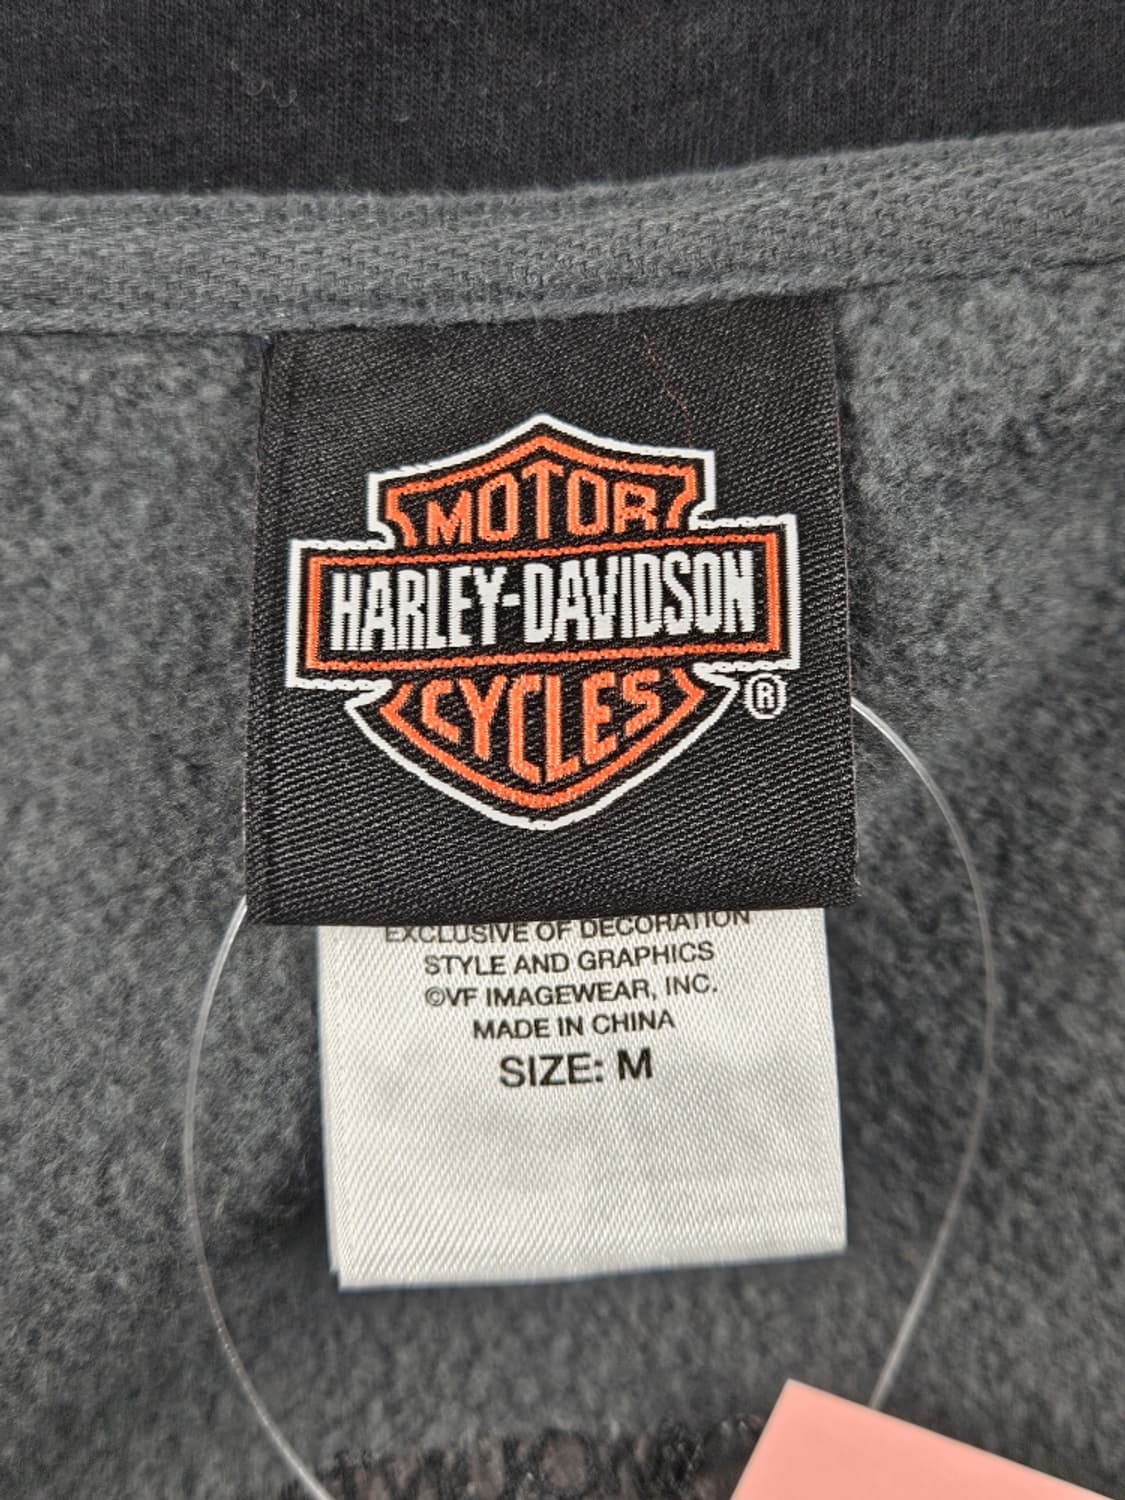 MOTOR
HARLEY-DAVIDSON
CYCLES
®
EXCLUSIVE OF DECORATION
STYLE AND GRAPHICS
©VF IMAGEWEAR, INC.
MADE IN CHINA
SIZE: M